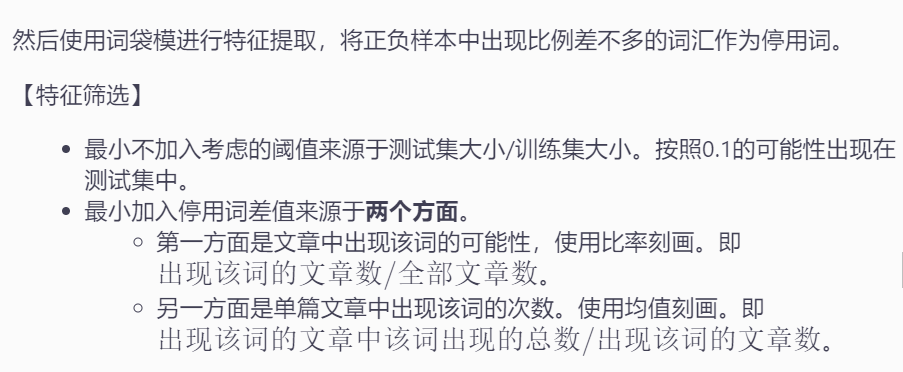 然后使用词袋模进行特征提取，将正负样本中出现比例差不多的词汇作为停用词。
【特征筛选】
• 最小不加入考虑的阈值来源于测试集大小/训练集大小。按照0.1的可能性出现在
测试集中。
• 最小加入停用词差值来源于两个方面。
◦ 第一方面是文章中出现该词的可能性，使用比率刻画。即
出现该词的文章数/全部文章数。
◦ 另一方面是单篇文章中出现该词的次数。使用均值刻画。即
出现该词的文章中该词出现的总数/出现该词的文章数。